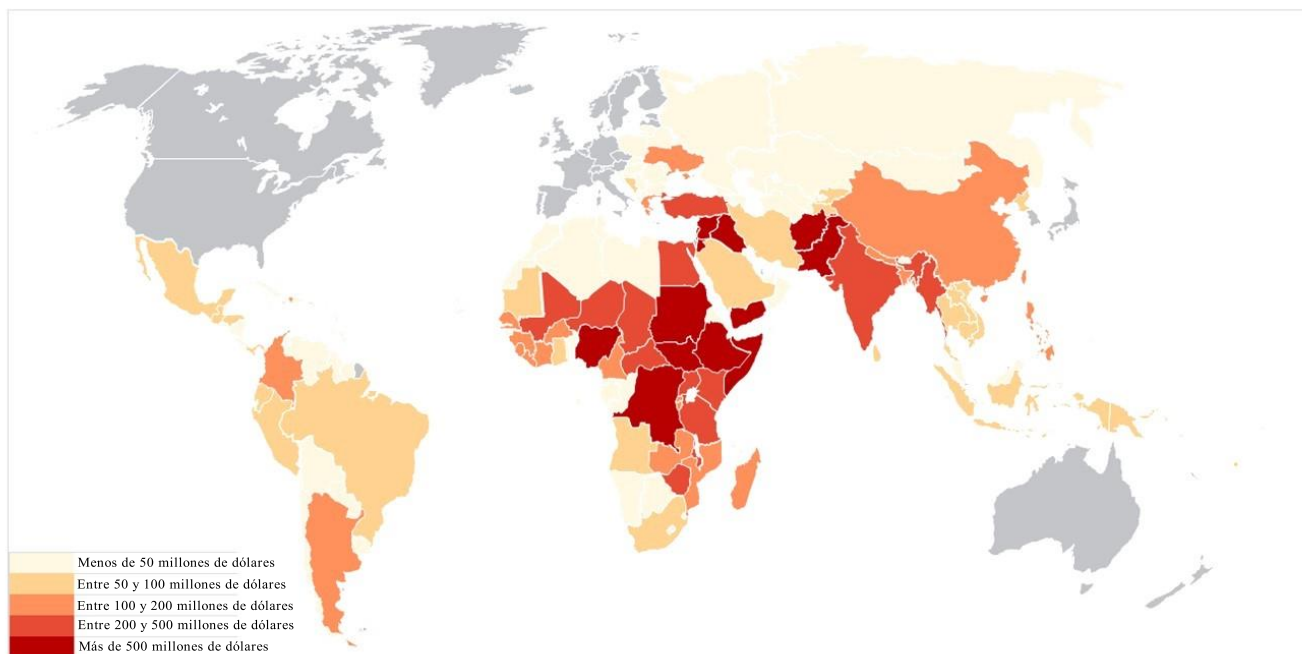 Menos de 50 millones de dólares
Entre 50 y 100 millones de dólares
Entre 100 y 200 millones de dólares
Entre 200 y 500 millones de dólares
Más de 500 millones de dólares